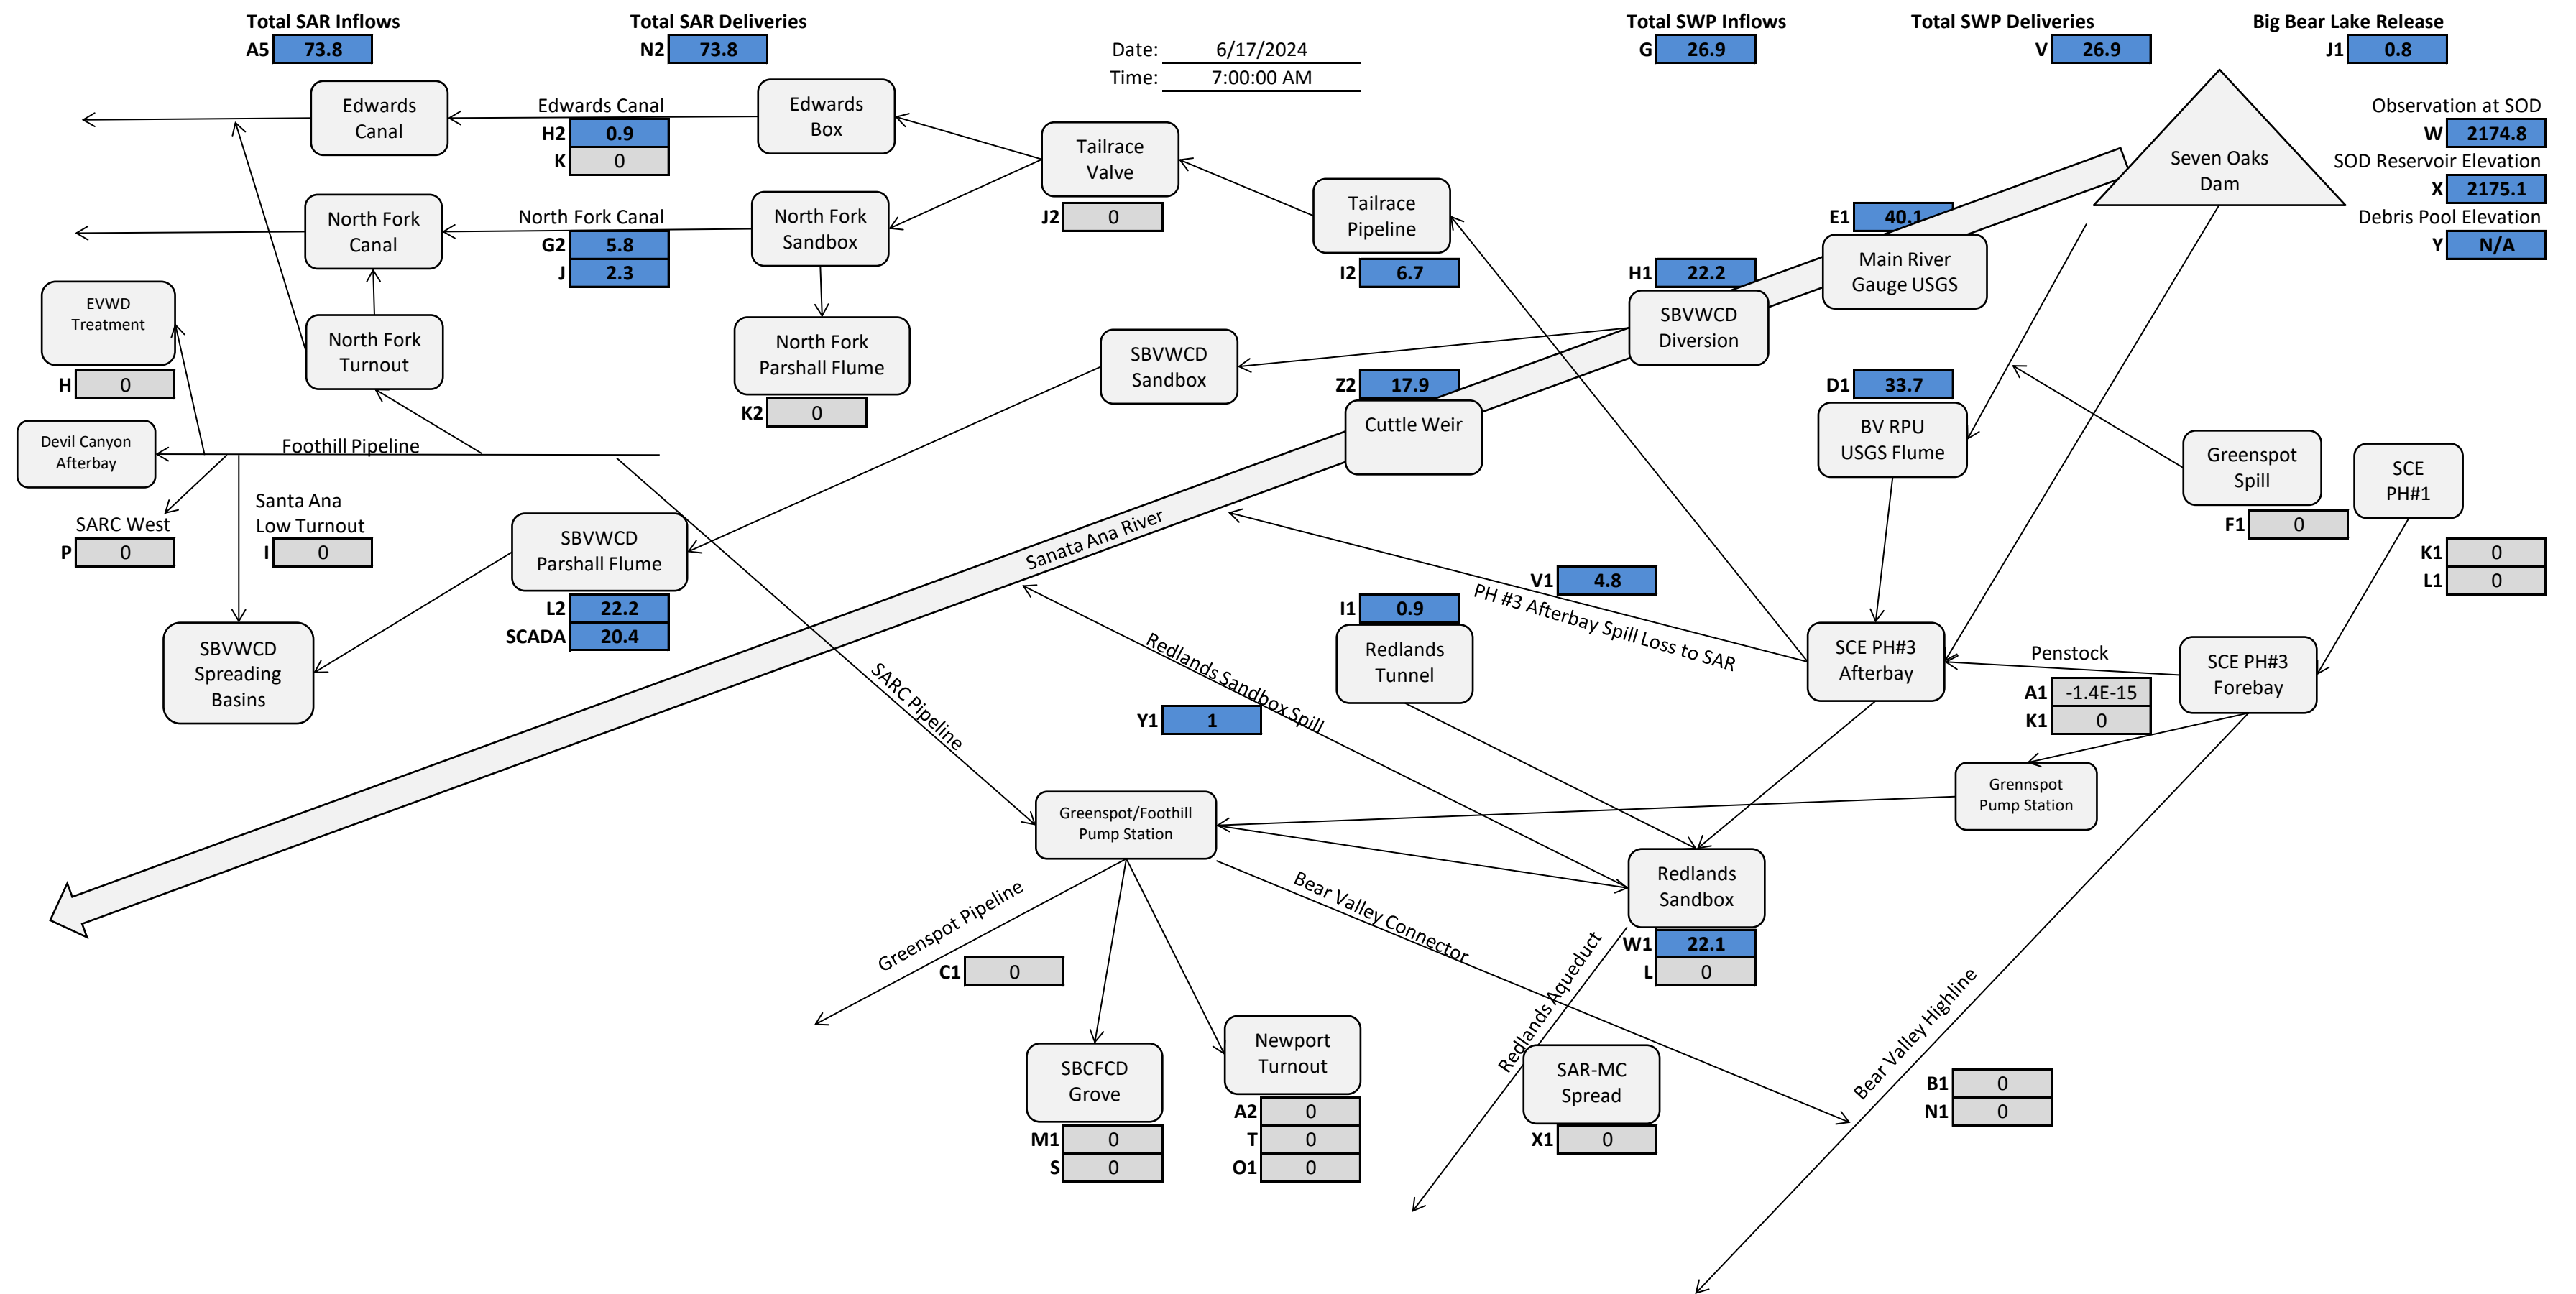 Total SAR Inflows
A5 73.8
Total SAR Deliveries
N2 73.8
Date: 6/17/2024
Time: 7:00:00 AM
Total SWP Inflows
G 26.9
Total SWP Deliveries
V 26.9
Big Bear Lake Release
J1 0.8
Observation at SOD
W 2174.8
SOD Reservoir Elevation
X 2175.1
Debris Pool Elevation
Y N/A
Edwards
Canal
Edwards Canal
H2 0.9
K 0
Edwards
Box
Tailrace
Valve
J2 0
Tailrace
Pipeline
I2 6.7
Seven Oaks
Dam
North Fork
Canal
North Fork Canal
G2 5.8
J 2.3
North Fork
Sandbox
E1 40.1
Main River
Gauge USGS
H1 22.2
SBVWCD
Diversion
EVWD
Treatment
H 0
North Fork
Turnout
North Fork
Parshall Flume
K2 0
SBVWCD
Sandbox
Z2 17.9
Cuttle Weir
D1 33.7
BV RPU
USGS Flume
Greenspot
Spill
F1 0
SCE
PH#1
K1 0
L1 0
Devil Canyon
Afterbay
Foothill Pipeline
SARC West
P 0
Santa Ana
Low Turnout
I 0
SBVWCD
Parshall Flume
L2 22.2
SCADA 20.4
SBVWCD
Spreading
Basins
Sanata Ana River
V1 4.8
PH #3 Afterbay Spill Loss to SAR
I1 0.9
Redlands
Tunnel
Redlands Sandbox Spill
Y1 1
SARC Pipeline
SCE PH#3
Afterbay
Penstock
A1 -1.4E-15
K1 0
SCE PH#3
Forebay
Grennspot
Pump Station
Greenspot/Foothill
Pump Station
Redlands
Sandbox
W1 22.1
L 0
Greenspot Pipeline
C1 0
Bear Valley Connector
Redlands Aqueduct
Bear Valley Highline
SBCFCD
Grove
M1 0
S 0
Newport
Turnout
A2 0
T 0
O1 0
SAR-MC
Spread
X1 0
B1 0
N1 0